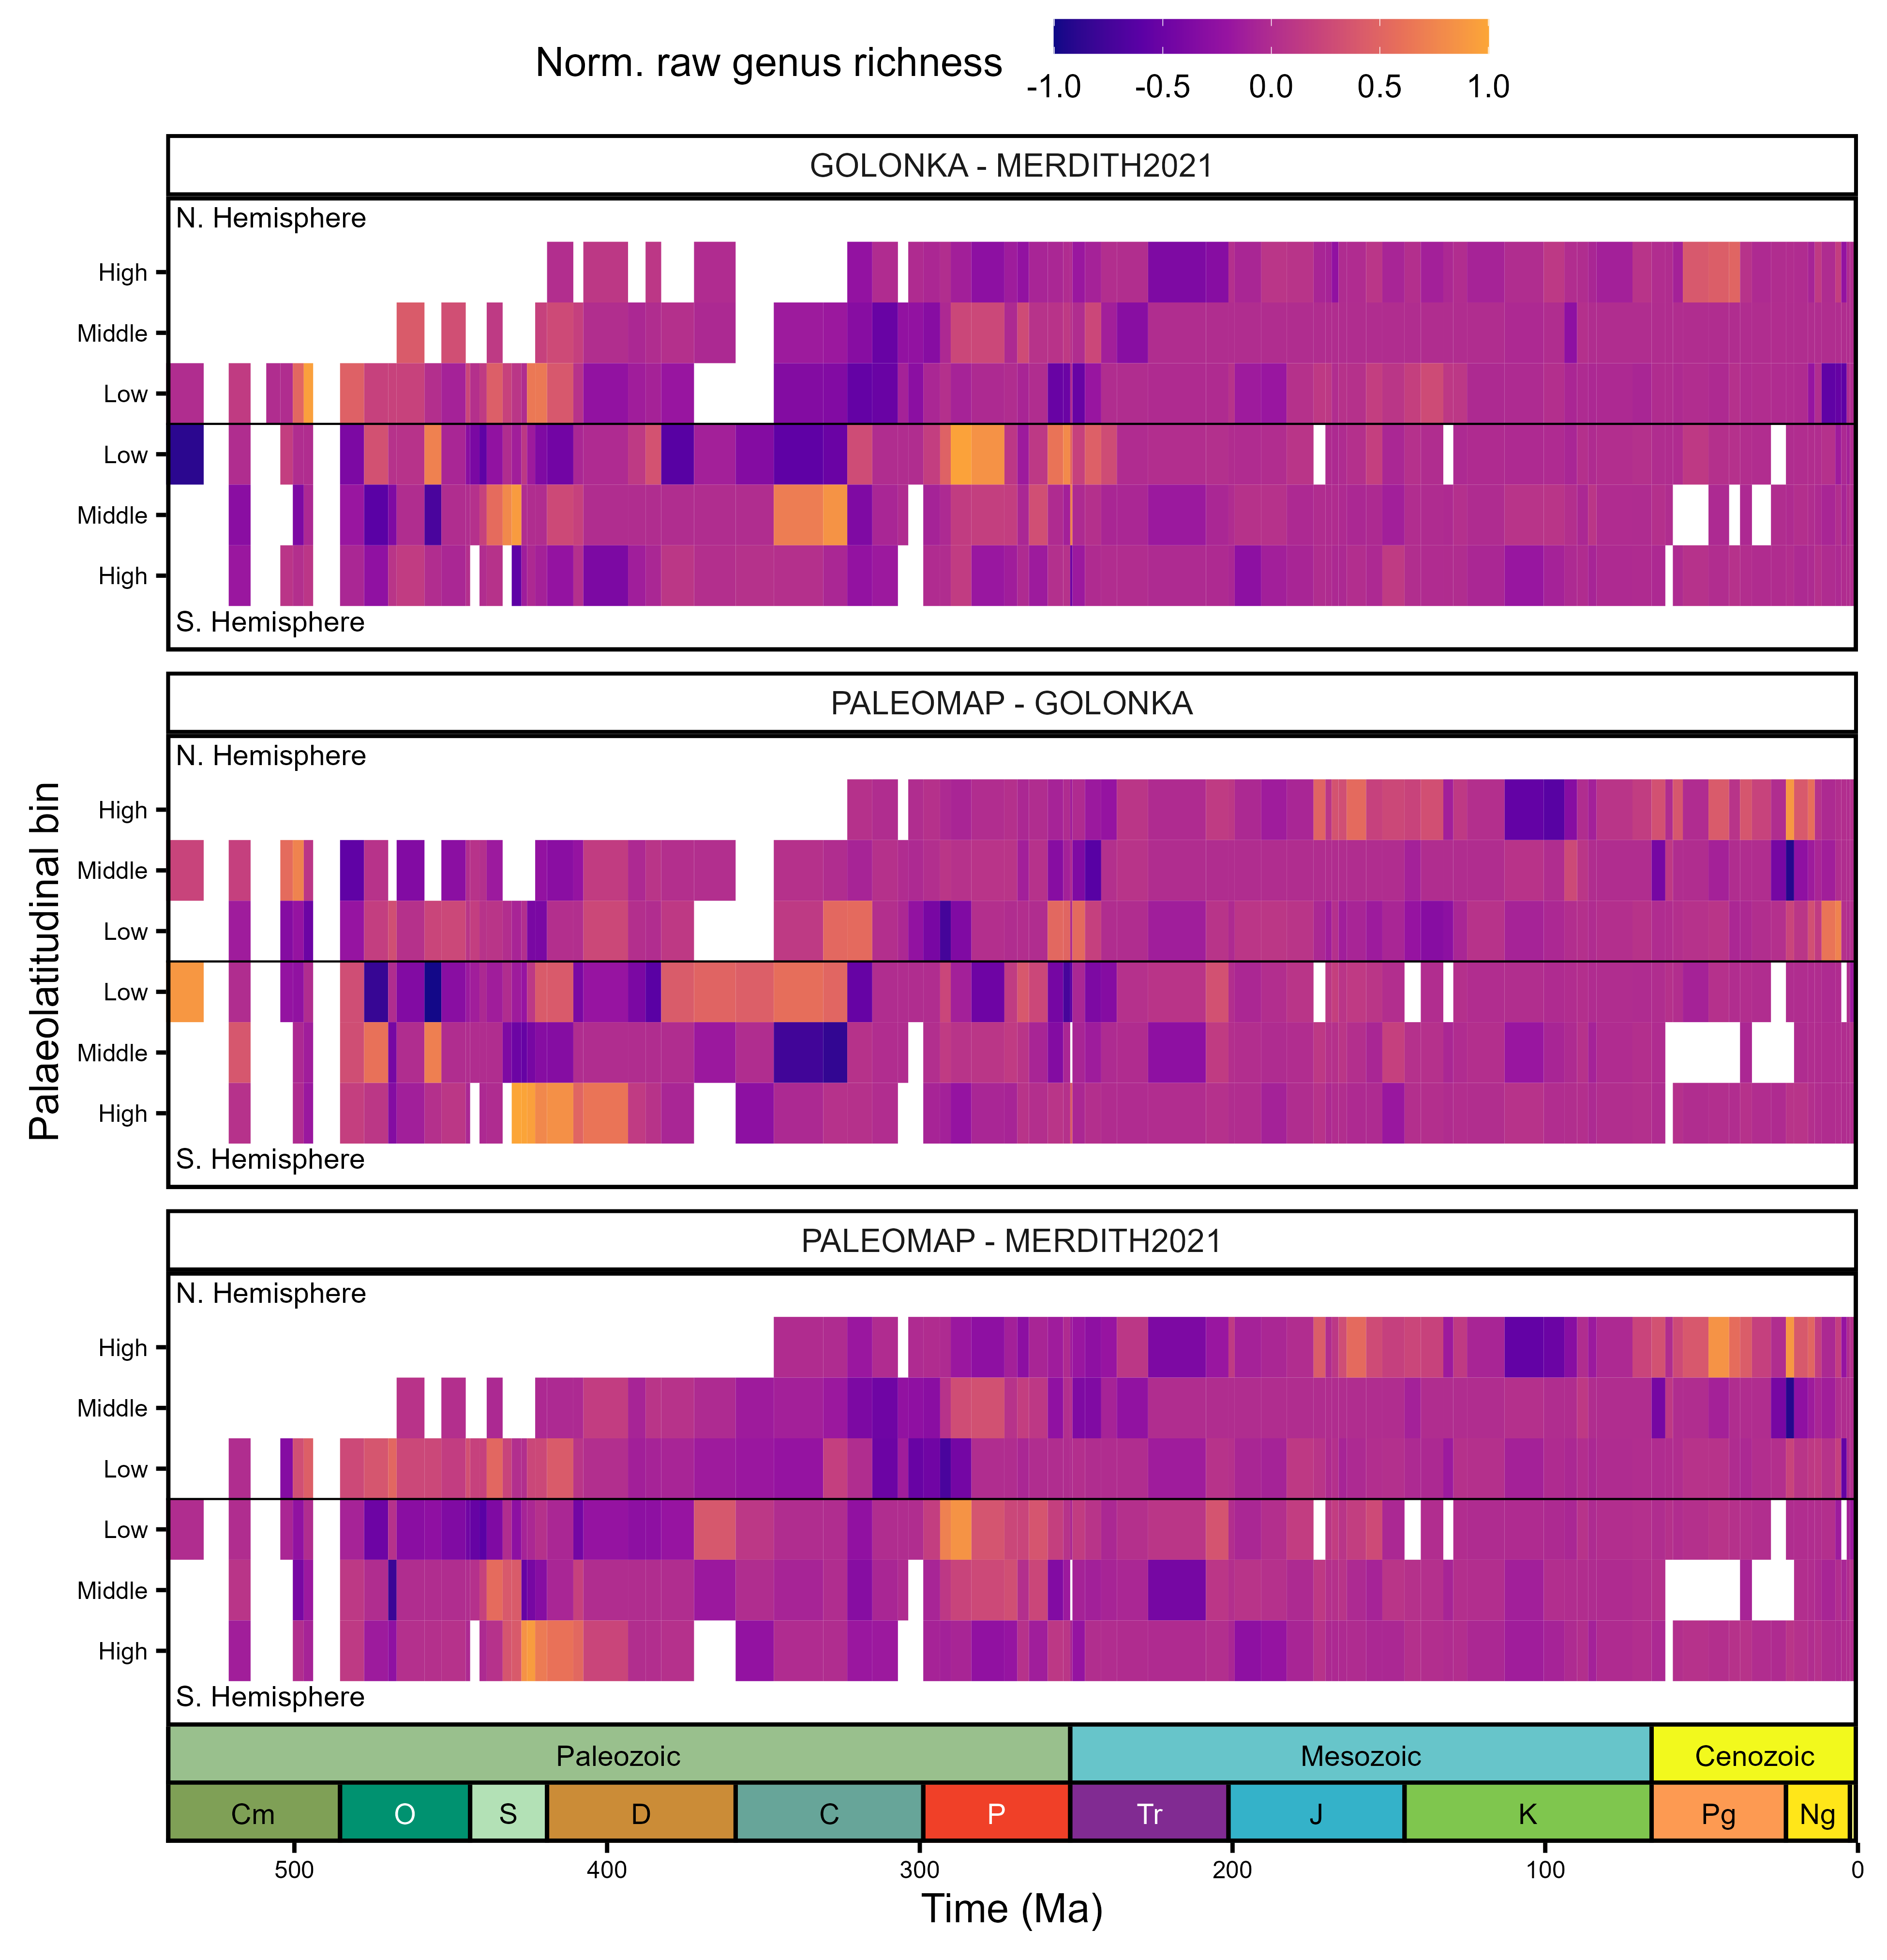 Norm. raw genus richness
-1.0 -0.5 0.0 0.5 1.0
GOLONKA - MERDITH2021
N. Hemisphere
High
Middle
Low
Low
Middle
High
S. Hemisphere
PALEOMAP - GOLONKA
N. Hemisphere
High
Middle
Low
Low
Middle
High
S. Hemisphere
Palaeolatitudinal bin
PALEOMAP - MERDITH2021
N. Hemisphere
High
Middle
Low
Low
Middle
High
S. Hemisphere
Paleozoic Mesozoic Cenozoic
Cm O S D C P Tr J K Pg Ng
500 400 300 200 100 0
Time (Ma)